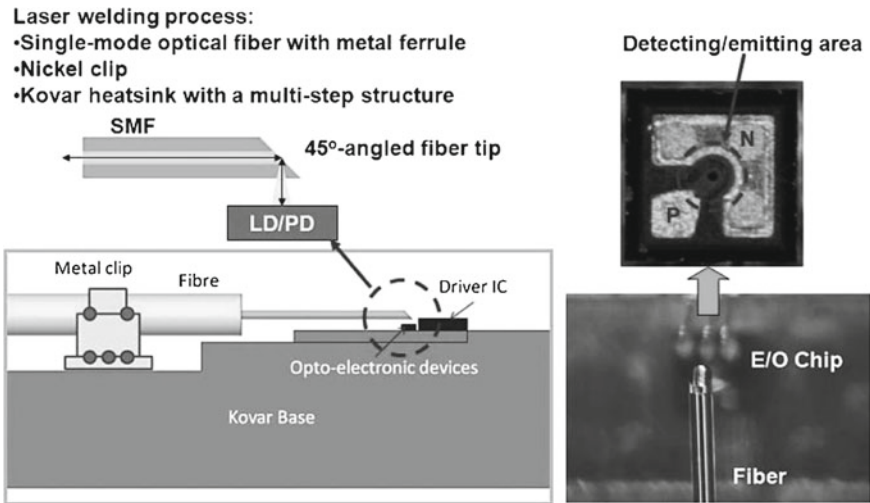 Laser welding process:
•Single-mode optical fiber with metal ferrule
•Nickel clip
•Kovar heatsink with a multi-step structure
SMF
45º-angled fiber tip
LD/PD
Metal clip
Fibre
Driver IC
Opto-electronic devices
Kovar Base
Detecting/emitting area
N
P
E/O Chip
Fiber